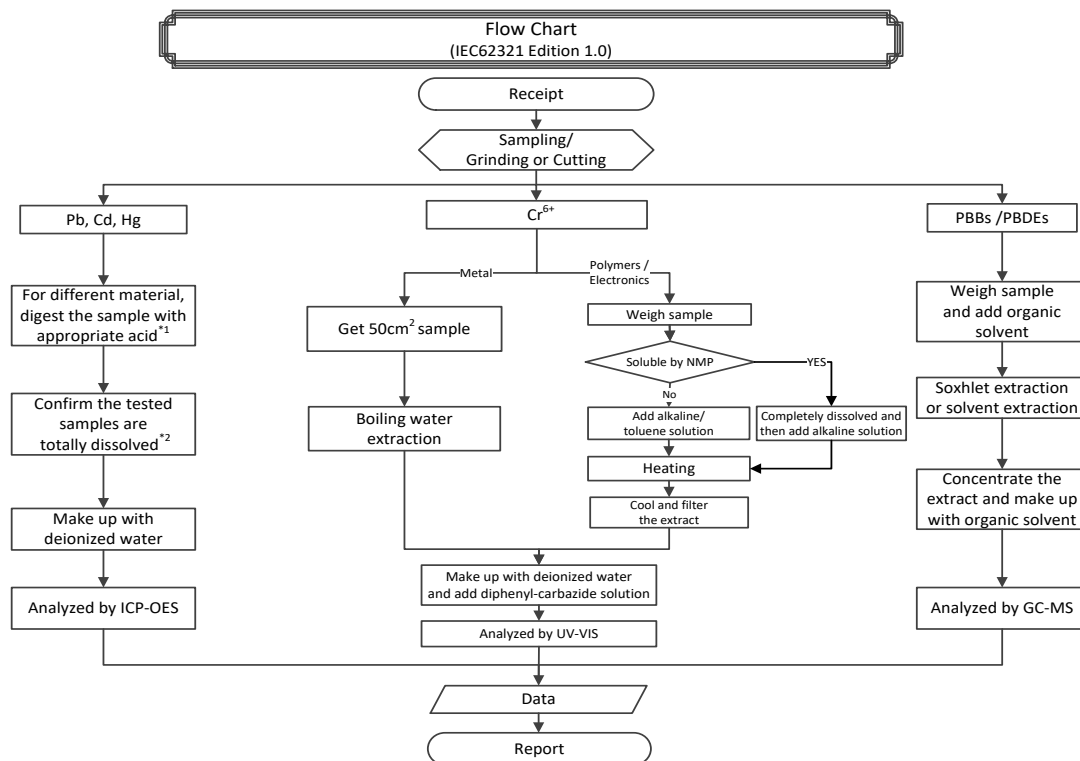 Flow Chart
(IEC62321 Edition 1.0)
Receipt
Sampling/
Grinding or Cutting
Pb, Cd, Hg
For different material,
digest the sample with
appropriate acid*1
Confirm the tested
samples are
totally dissolved*2
Make up with
deionized water
Analyzed by ICP-OES
Cr6+
Metal
Get 50cm2 sample
Boiling water
extraction
Polymers /
Electronics
Weigh sample
Soluble by NMP
YES
No
Add alkaline/
toluene solution
Completely dissolved and
then add alkaline solution
Heating
Cool and filter
the extract
Make up with deionized water
and add diphenyl-carbazide solution
Analyzed by UV-VIS
PBBs /PBDEs
Weigh sample
and add organic
solvent
Soxhlet extraction
or solvent extraction
Concentrate the
extract and make up
with organic solvent
Analyzed by GC-MS
Data
Report